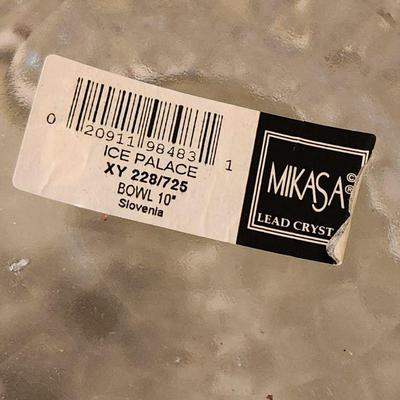 0 20911 98483 1
ICE PALACE
XY 228/725
BOWL 10"
Slovenia
MIKASA ©®
LEAD CRYST